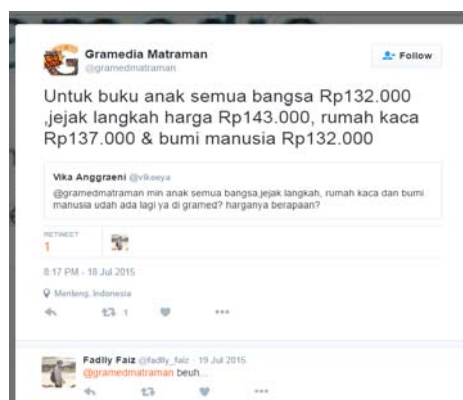 Gramedia Matraman
@gramedmatraman
Follow
Untuk buku anak semua bangsa Rp132.000
,jejak langkah harga Rp143.000, rumah kaca
Rp137.000 & bumi manusia Rp132.000
Vika Anggraeni @vikeeya
@gramedmatraman min anak semua bangsa,jejak langkah, rumah kaca dan bumi
manusia udah ada lagi ya di gramed? harganya berapaan?
RETWEET
1
8:17 PM - 18 Jul 2015
Menteng, Indonesia
1
Fadlly Faiz @fadlly_faiz · 19 Jul 2015
@gramedmatraman beuh...